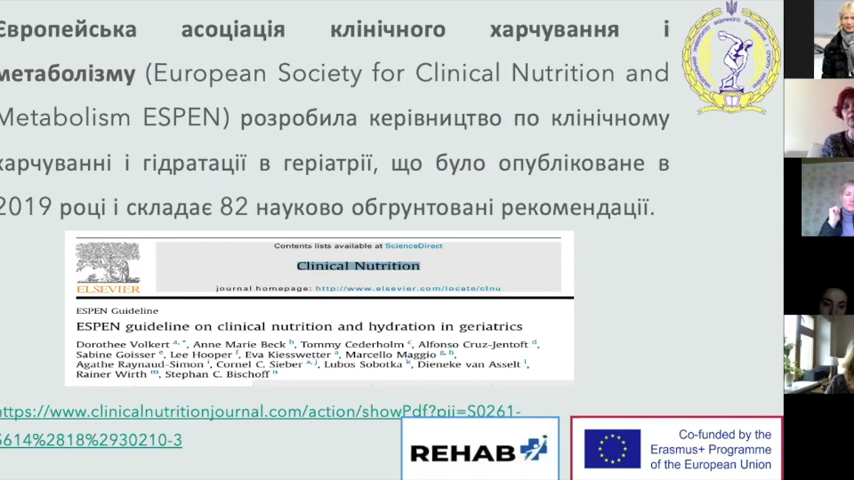 Європейська асоціація клінічного харчування і
метаболізму (European Society for Clinical Nutrition and
Metabolism ESPEN) розробила керівництво по клінічному
харчуванні і гідратації в геріатрії, що було опубліковане в
2019 році і складає 82 науково обгрунтовані рекомендації.
Contents lists available at ScienceDirect
Clinical Nutrition
journal homepage: http://www.elsevier.com/locate/clnu
ELSEVIER
ESPEN Guideline
ESPEN guideline on clinical nutrition and hydration in geriatrics
Dorothee Volkert a, *, Anne Marie Beck b, Tommy Cederholm c, Alfonso Cruz-Jentoft d,
Sabine Goisser e, Lee Hooper f, Eva Kiesswetter a, Marcello Maggio g, h,
Agathe Raynaud-Simon i, Cornel C. Sieber a, j, Lubos Sobotka k, Dieneke van Asselt l,
Rainer Wirth m, Stephan C. Bischoff n
https://www.clinicalnutritionjournal.com/action/showPdf?pii=S0261-
5614%2818%2930210-3
REHAB
Co-funded by the
Erasmus+ Programme
of the European Union